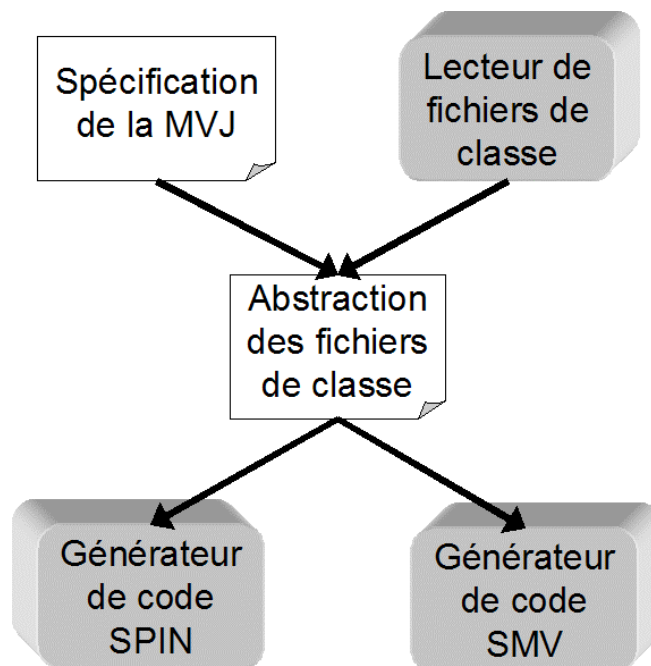 Spécification
de la MVJ
Lecteur de
fichiers de
classe
Abstraction
des fichiers
de classe
Générateur
de code
SPIN
Générateur
de code
SMV